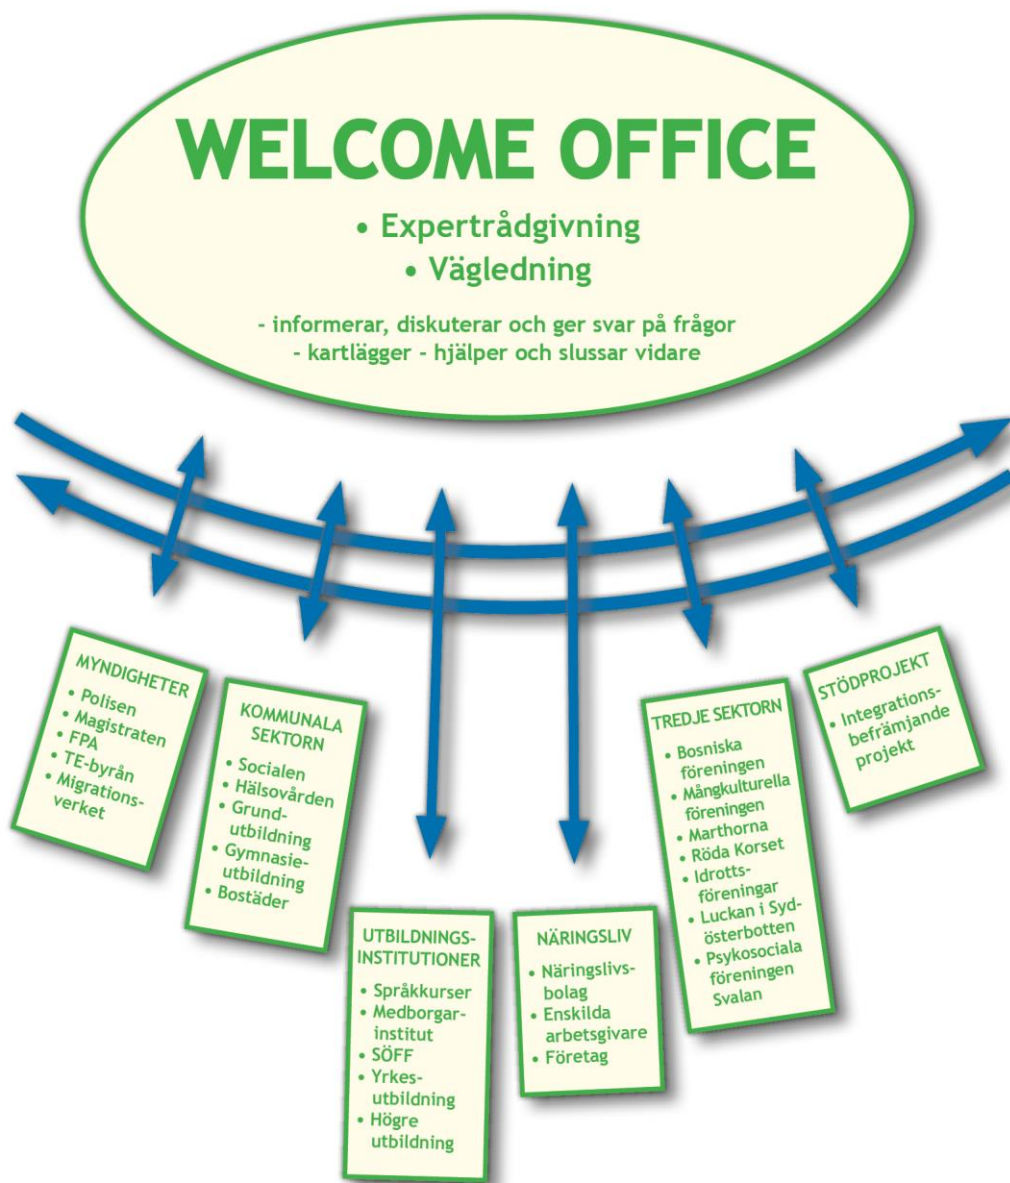 WELCOME OFFICE
• Expertrådgivning
• Vägledning
- informerar, diskuterar och ger svar på frågor
- kartlägger - hjälper och slussar vidare
MYNDIGHETER
• Polisen
• Magistraten
• FPA
• TE-byrån
• Migrations-
verket
KOMMUNALA
SEKTORN
• Socialen
• Hälsovården
• Grund-
utbildning
• Gymnasie-
utbildning
• Bostäder
UTBILDNINGS-
INSTITUTIONER
• Språkkurser
• Medborgar-
institut
• SÖFF
• Yrkes-
utbildning
• Högre
utbildning
NÄRINGSLIV
• Näringslivs-
bolag
• Enskilda
arbetsgivare
• Företag
TREDJE SEKTORN
• Bosniska
föreningen
• Mångkulturella
föreningen
• Marthorna
• Röda Korset
• Idrotts-
föreningar
• Luckan i Syd-
österbotten
• Psykosociala
föreningen
Svalan
STÖDPROJEKT
• Integrations-
befrämjande
projekt